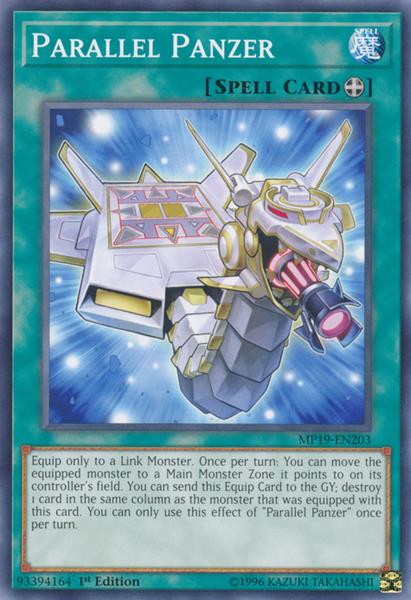 PARALLEL PANZER
SPELL
魔
[SPELL CARD]
MP19-EN203
Equip only to a Link Monster. Once per turn: You can move the
equipped monster to a Main Monster Zone it points to on its
controller's field. You can send this Equip Card to the GY; destroy
1 card in the same column as the monster that was equipped with
this card. You can only use this effect of "Parallel Panzer" once
per turn.
93394164 1st Edition ©1996 KAZUKI TAKAHASHI